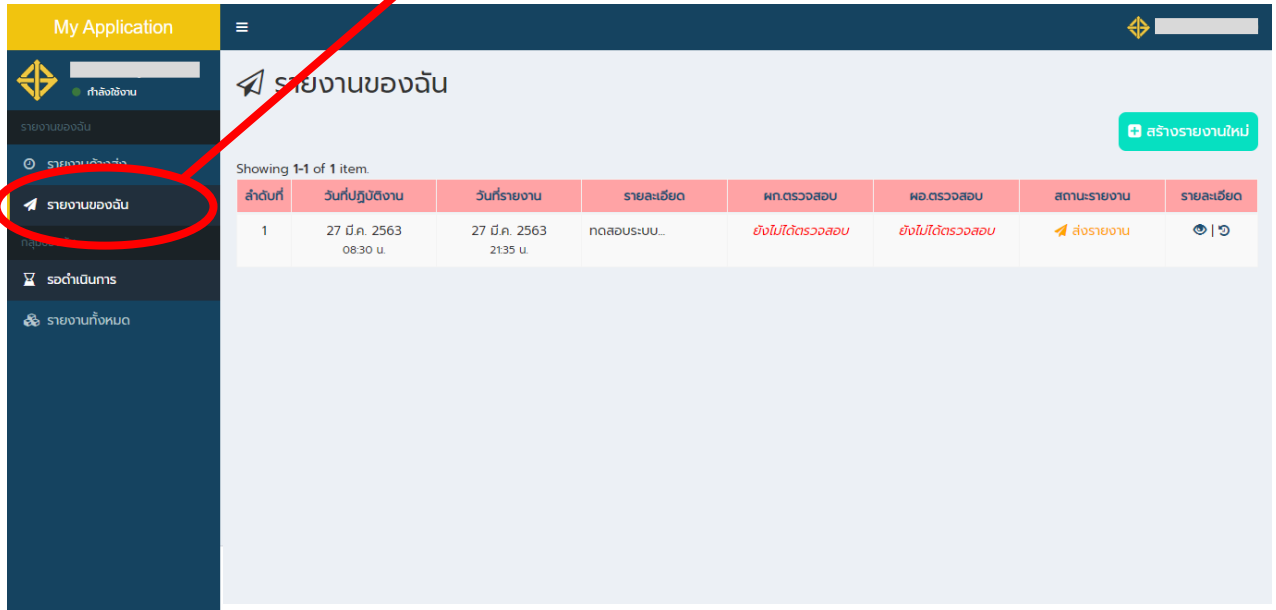 My Application
กำลังใช้งาน
รายงานของฉัน
รายงานค้างส่ง
รายงานของฉัน
รอดำเนินการ
รายงานทั้งหมด
รายงานของฉัน
สร้างรายงานใหม่
Showing 1-1 of 1 item.
ลำดับที่ วันที่ปฏิบัติงาน วันที่รายงาน รายละเอียด ผก.ตรวจสอบ ผอ.ตรวจสอบ สถานะรายงาน รายละเอียด
1 27 มี.ค. 2563 27 มี.ค. 2563 ทดสอบระบบ... ยังไม่ได้ตรวจสอบ ยังไม่ได้ตรวจสอบ ส่งรายงาน |
08:30 น. 21:35 น.